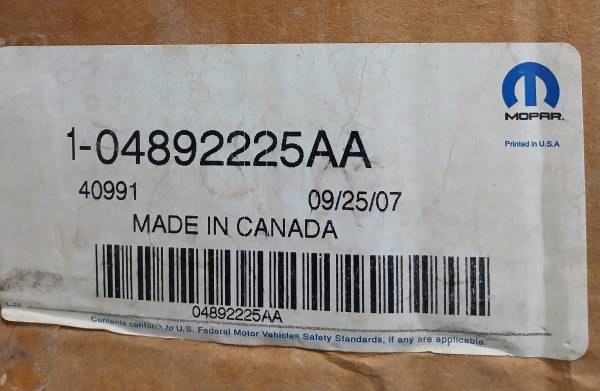 MOPAR.
Printed in U.S.A
1-04892225AA
40991 09/25/07
MADE IN CANADA
04892225AA
L-2A
Contents conform to U.S. Federal Motor Vehicles Safety Standards, if any are applicable.